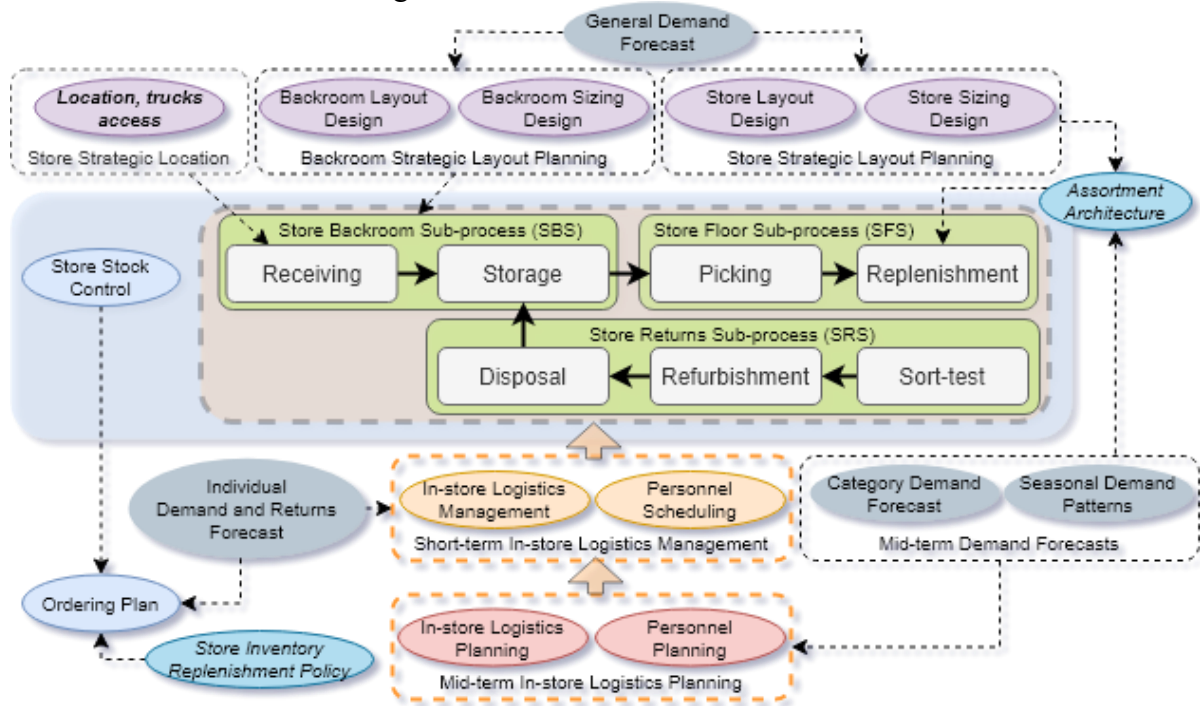 General Demand
Forecast
Location, trucks
access
Store Strategic Location
Backroom Layout
Design
Backroom Sizing
Design
Backroom Strategic Layout Planning
Store Layout
Design
Store Sizing
Design
Store Strategic Layout Planning
Assortment
Architecture
Store Stock
Control
Store Backroom Sub-process (SBS)
Receiving
Storage
Store Floor Sub-process (SFS)
Picking
Replenishment
Store Returns Sub-process (SRS)
Disposal
Refurbishment
Sort-test
Individual
Demand and Returns
Forecast
In-store Logistics
Management
Personnel
Scheduling
Short-term In-store Logistics Management
Category Demand
Forecast
Seasonal Demand
Patterns
Mid-term Demand Forecasts
Ordering Plan
Store Inventory
Replenishment Policy
In-store Logistics
Planning
Personnel
Planning
Mid-term In-store Logistics Planning